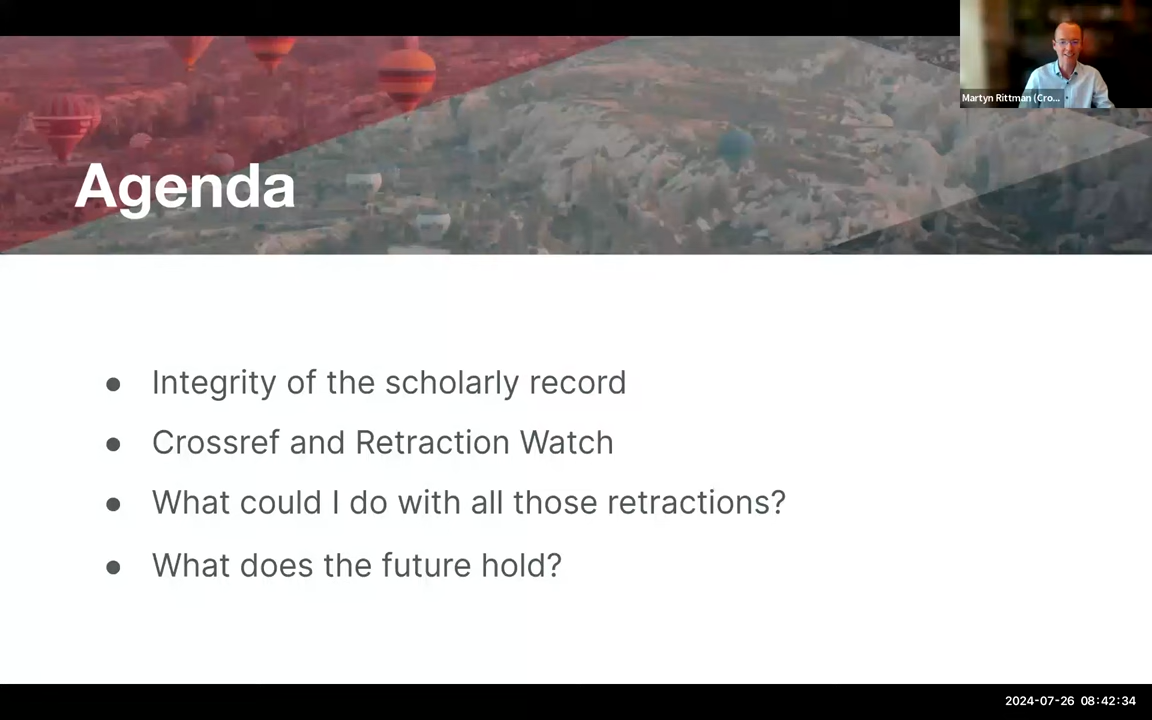 Martyn Rittman (Cro...
Agenda
● Integrity of the scholarly record
● Crossref and Retraction Watch
● What could I do with all those retractions?
● What does the future hold?
2024-07-26 08:42:34